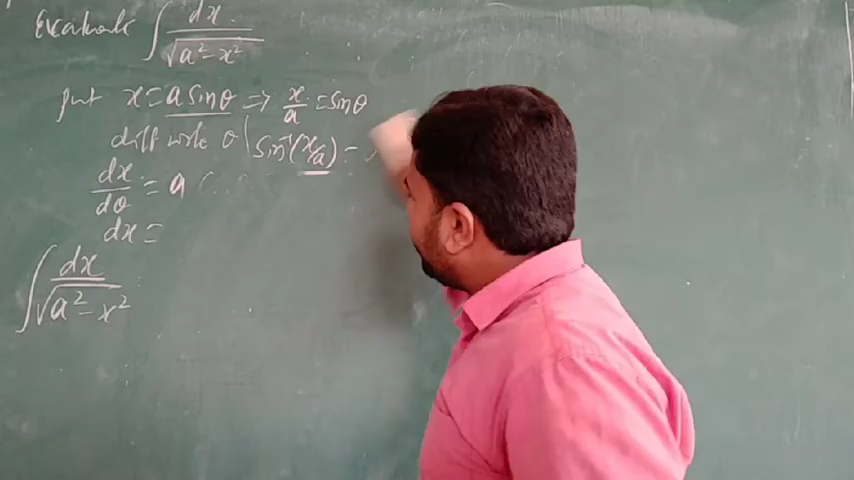 Evaluate ∫ dx / √(a² – x²)
put x = a sinθ ⇒ x/a = sinθ
diff w.r.to θ | sin⁻¹(x/a) =
dx/dθ = a
dx =
∫ dx / √(a² – x²)